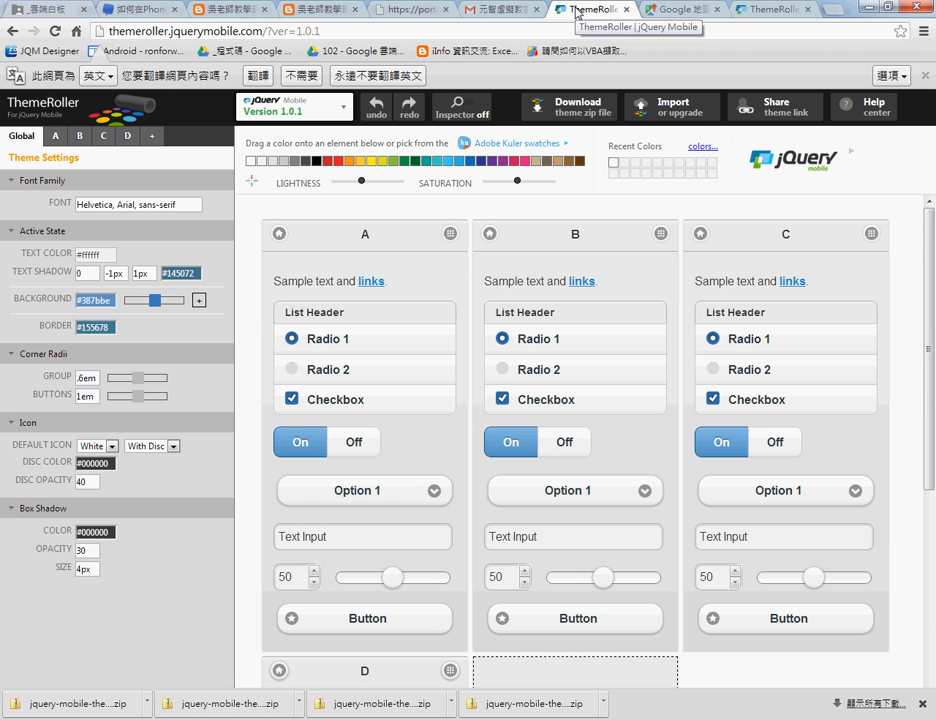 _雲端白板
如何在Phon
吳老師教學部
吳老師教學部
https://port
元智虛擬教室
ThemeRoller
Google 地圖
ThemeRoller
themeroller.jquerymobile.com/?ver=1.0.1
ThemeRoller | jQuery Mobile
JQM Designer
Android - ronforw...
_程式碼 - Google ...
102 - Google 雲端...
iInfo 資訊交流: Exce...
請問如何以VBA擷取...
此網頁為 英文 您要翻譯網頁內容嗎? 翻譯 不需要 永遠不要翻譯英文 選項
ThemeRoller
for jQuery Mobile
jQuery Mobile
Version 1.0.1
undo
redo
Inspector off
Download
theme zip file
Import
or upgrade
Share
theme link
Help
center
Global A B C D +
Drag a color onto an element below or pick from the Adobe Kuler swatches
LIGHTNESS
SATURATION
Recent Colors colors...
jQuery
mobile
Theme Settings
Font Family
FONT Helvetica, Arial, sans-serif
Active State
TEXT COLOR #ffffff
TEXT SHADOW 0 -1px 1px #145072
BACKGROUND #387bbe +
BORDER #155678
Corner Radii
GROUP .6em
BUTTONS 1em
Icon
DEFAULT ICON White With Disc
DISC COLOR #000000
DISC OPACITY 40
Box Shadow
COLOR #000000
OPACITY 30
SIZE 4px
A
Sample text and links.
List Header
Radio 1
Radio 2
Checkbox
On Off
Option 1
Text Input
50
Button
B
Sample text and links.
List Header
Radio 1
Radio 2
Checkbox
On Off
Option 1
Text Input
50
Button
C
Sample text and links.
List Header
Radio 1
Radio 2
Checkbox
On Off
Option 1
Text Input
50
Button
D
jquery-mobile-the....zip
jquery-mobile-the....zip
jquery-mobile-the....zip
jquery-mobile-the....zip
顯示所有下載...